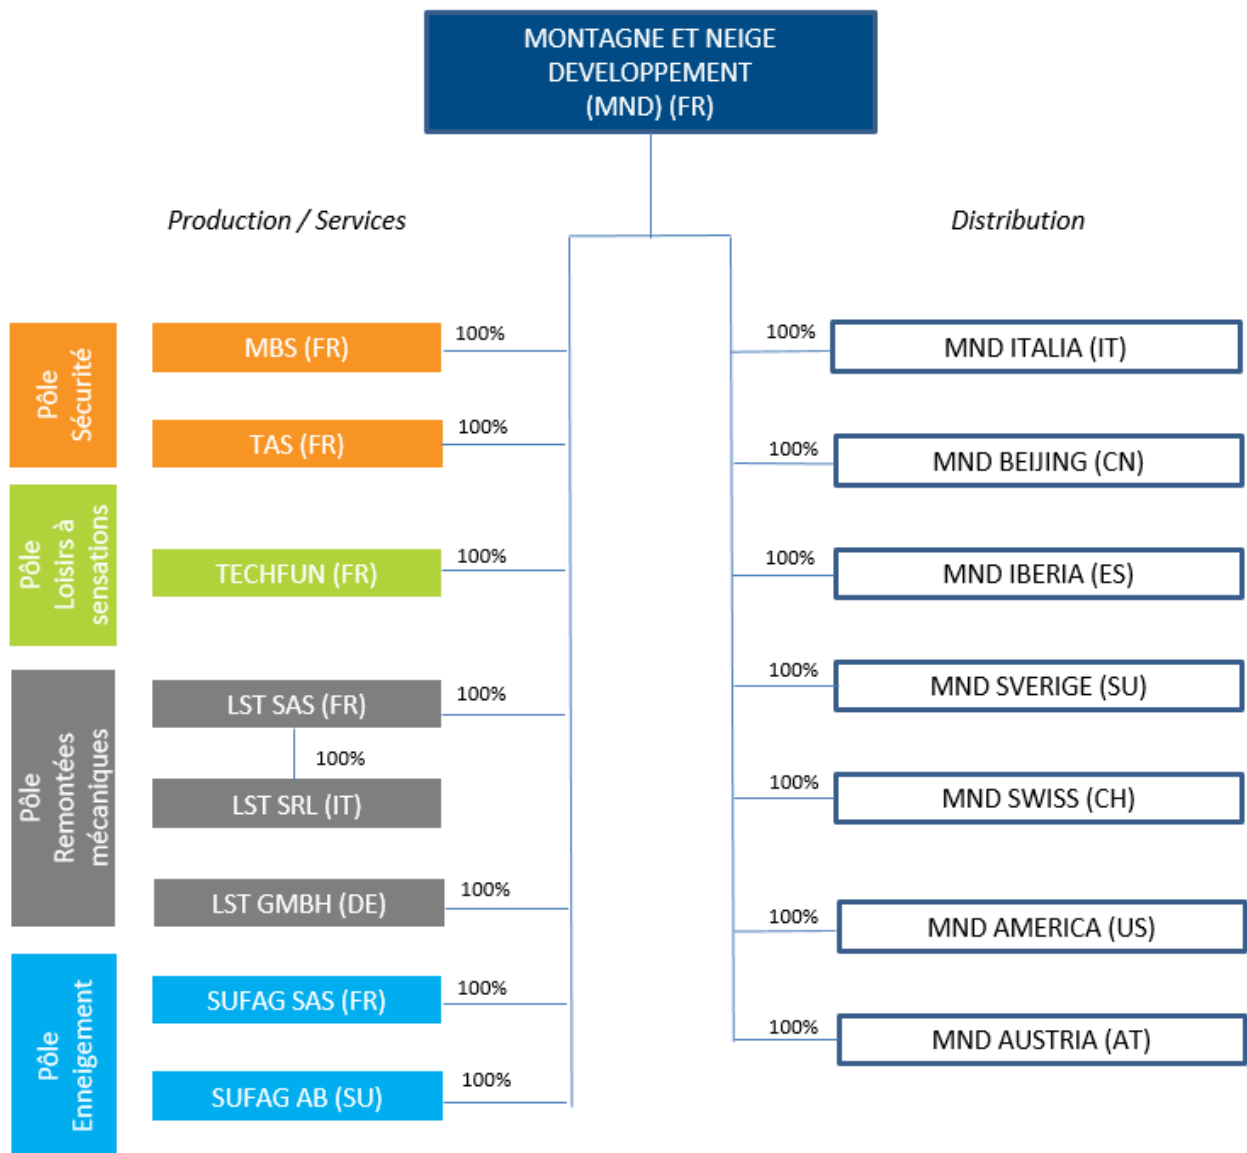 MONTAGNE ET NEIGE
DEVELOPPEMENT
(MND) (FR)
Production / Services
Distribution
Pôle
Sécurité
MBS (FR)
100%
TAS (FR)
100%
Pôle
Loisirs à
sensations
TECHFUN (FR)
100%
Pôle
Remontées
mécaniques
LST SAS (FR)
100%
100%
LST SRL (IT)
LST GMBH (DE)
100%
Pôle
Enneigement
SUFAG SAS (FR)
100%
SUFAG AB (SU)
100%
100%
MND ITALIA (IT)
100%
MND BEIJING (CN)
100%
MND IBERIA (ES)
100%
MND SVERIGE (SU)
100%
MND SWISS (CH)
100%
MND AMERICA (US)
100%
MND AUSTRIA (AT)